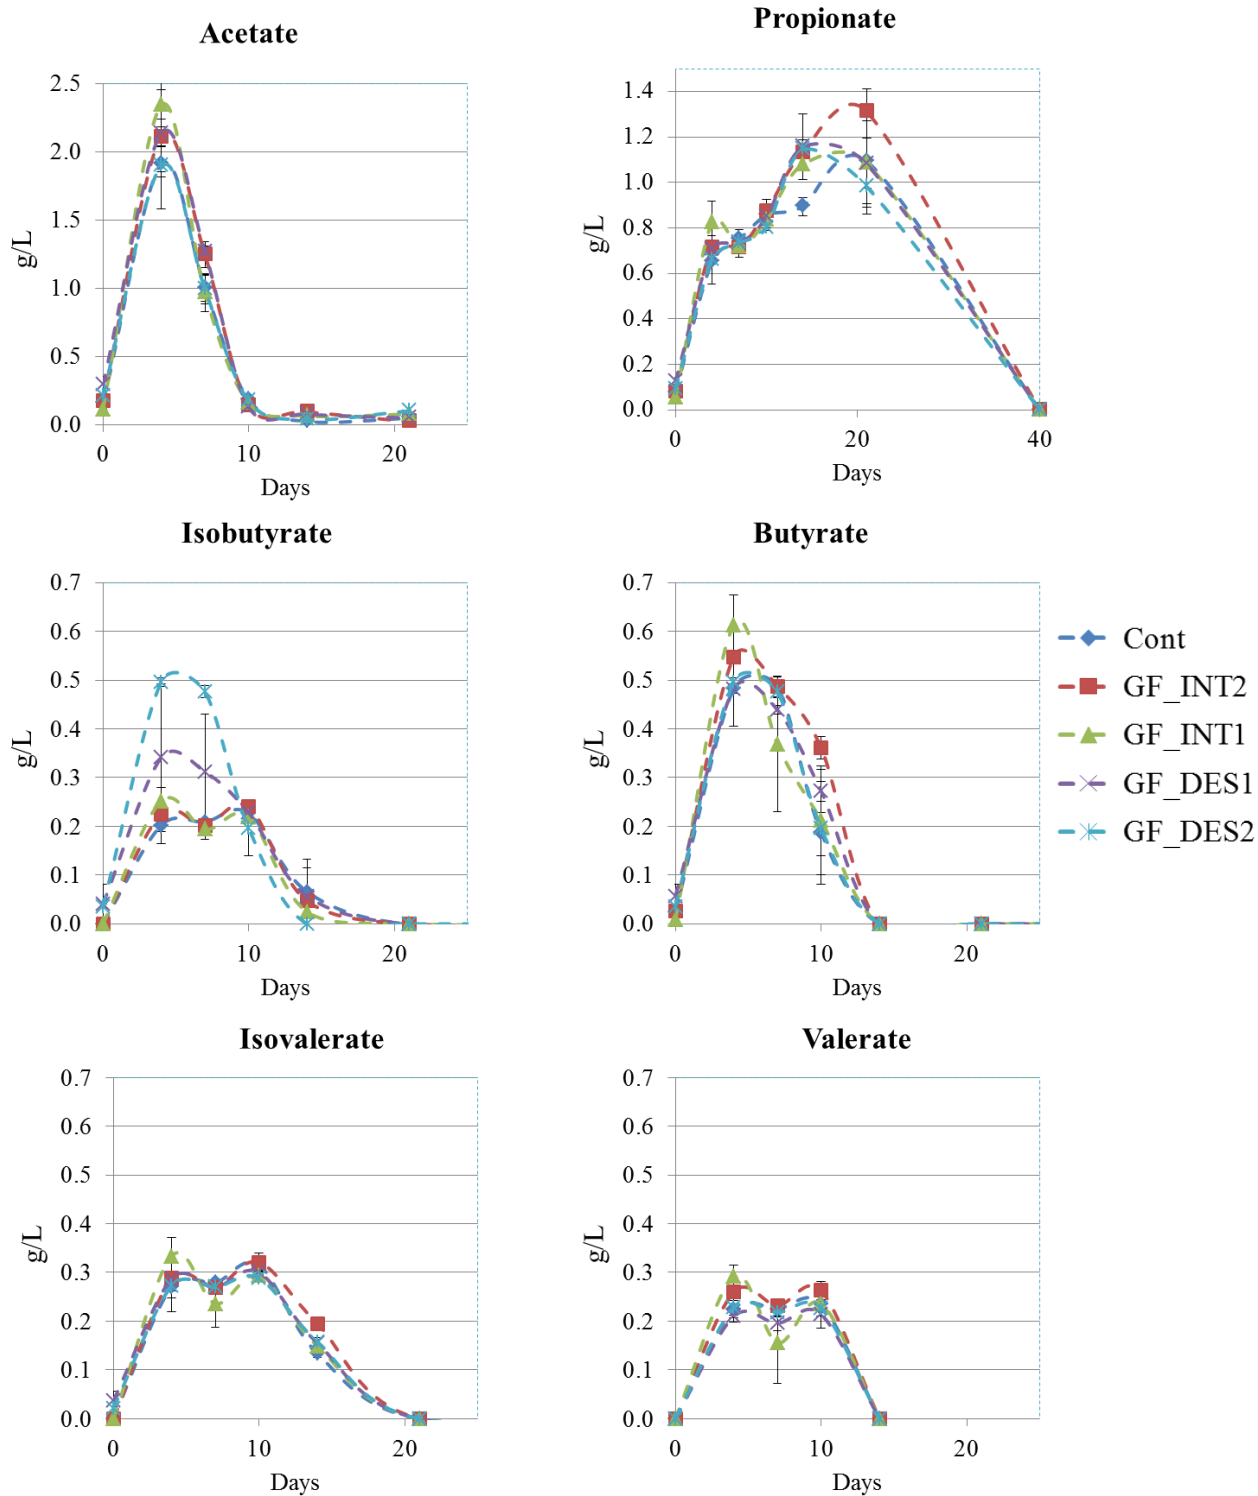 Acetate
2.5
2.0
1.5
1.0
0.5
0.0
g/L
0 10 20
Days
Propionate
1.4
1.2
1.0
0.8
0.6
0.4
0.2
0.0
g/L
0 20 40
Days
Isobutyrate
0.7
0.6
0.5
0.4
0.3
0.2
0.1
0.0
g/L
0 10 20
Days
Butyrate
0.7
0.6
0.5
0.4
0.3
0.2
0.1
0.0
g/L
0 10 20
Days
Cont
GF_INT2
GF_INT1
GF_DES1
GF_DES2
Isovalerate
0.7
0.6
0.5
0.4
0.3
0.2
0.1
0.0
g/L
0 10 20
Days
Valerate
0.7
0.6
0.5
0.4
0.3
0.2
0.1
0.0
g/L
0 10 20
Days